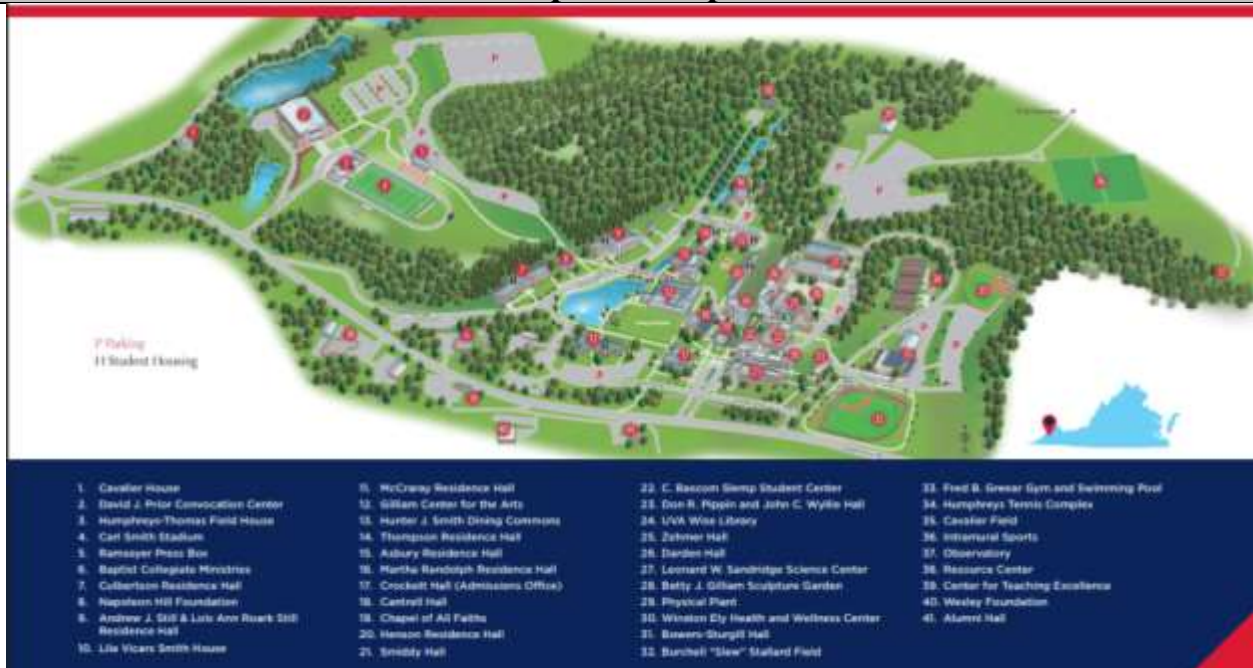 P Parking
H Student Housing
1. Cavalier House
2. David J. Prior Convocation Center
3. Humphreys-Thomas Field House
4. Carl Smith Stadium
5. Ramseyer Press Box
6. Baptist Collegiate Ministries
7. Culbertson Residence Hall
8. Napoleon Hill Foundation
9. Andrew J. Still & Lois Ann Ruark Still
Residence Hall
10. Lila Vicars Smith House
11. McCraray Residence Hall
12. Gilliam Center for the Arts
13. Hunter J. Smith Dining Commons
14. Thompson Residence Hall
15. Asbury Residence Hall
16. Martha Randolph Residence Hall
17. Crockett Hall (Admissions Office)
18. Cantrell Hall
19. Chapel of All Faiths
20. Henson Residence Hall
21. Smiddy Hall
22. C. Bascom Slemp Student Center
23. Don R. Pippin and John C. Wyllie Hall
24. UVA Wise Library
25. Zehmer Hall
26. Darden Hall
27. Leonard W. Sandridge Science Center
28. Betty J. Gilliam Sculpture Garden
29. Physical Plant
30. Winston Ely Health and Wellness Center
31. Bowers-Sturgill Hall
32. Burchell "Slew" Stallard Field
33. Fred B. Greear Gym and Swimming Pool
34. Humphreys Tennis Complex
35. Cavalier Field
36. Intramural Sports
37. Observatory
38. Resource Center
39. Center for Teaching Excellence
40. Wesley Foundation
41. Alumni Hall